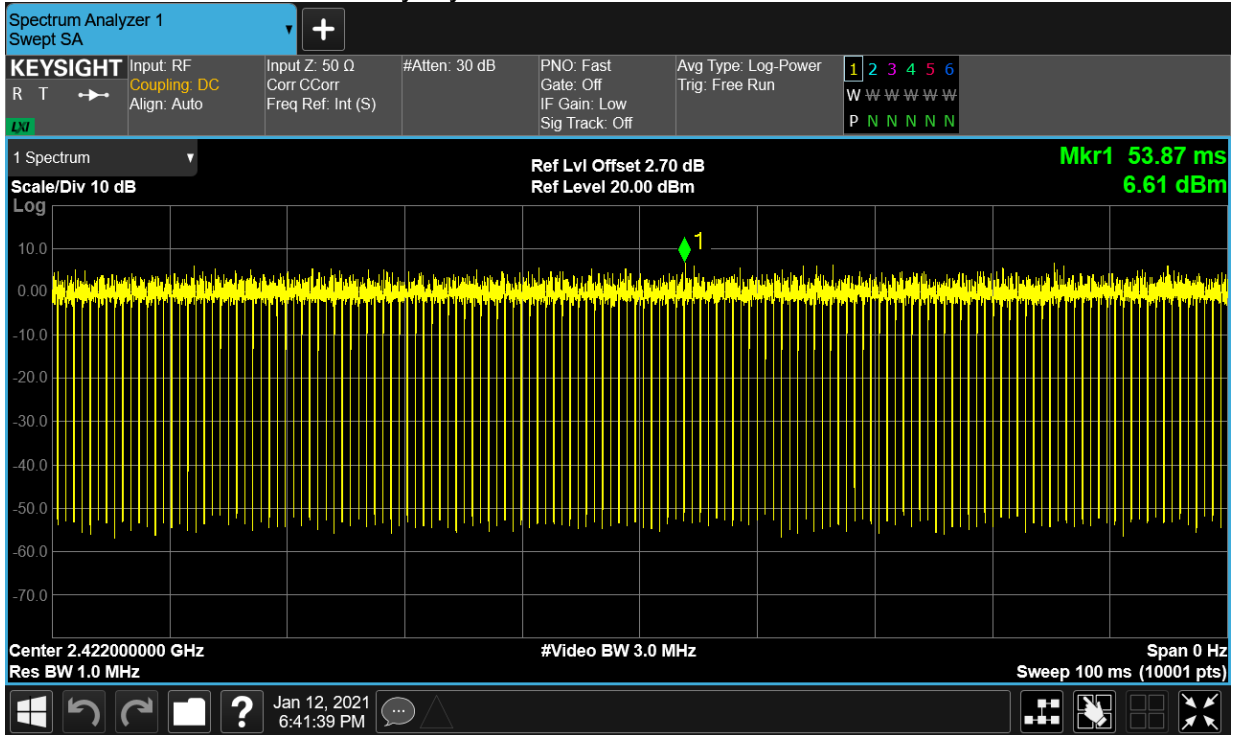 Spectrum Analyzer 1
Swept SA
KEYSIGHT
R T
LXI
Input: RF
Coupling: DC
Align: Auto
Input Z: 50 Ω
Corr CCorr
Freq Ref: Int (S)
#Atten: 30 dB
PNO: Fast
Gate: Off
IF Gain: Low
Sig Track: Off
Avg Type: Log-Power
Trig: Free Run
1 2 3 4 5 6
W W W W W W
P N N N N N
1 Spectrum
Scale/Div 10 dB
Log
Ref Lvl Offset 2.70 dB
Ref Level 20.00 dBm
Mkr1 53.87 ms
6.61 dBm
1
10.0
0.00
-10.0
-20.0
-30.0
-40.0
-50.0
-60.0
-70.0
Center 2.422000000 GHz
Res BW 1.0 MHz
#Video BW 3.0 MHz
Span 0 Hz
Sweep 100 ms (10001 pts)
?
Jan 12, 2021
6:41:39 PM